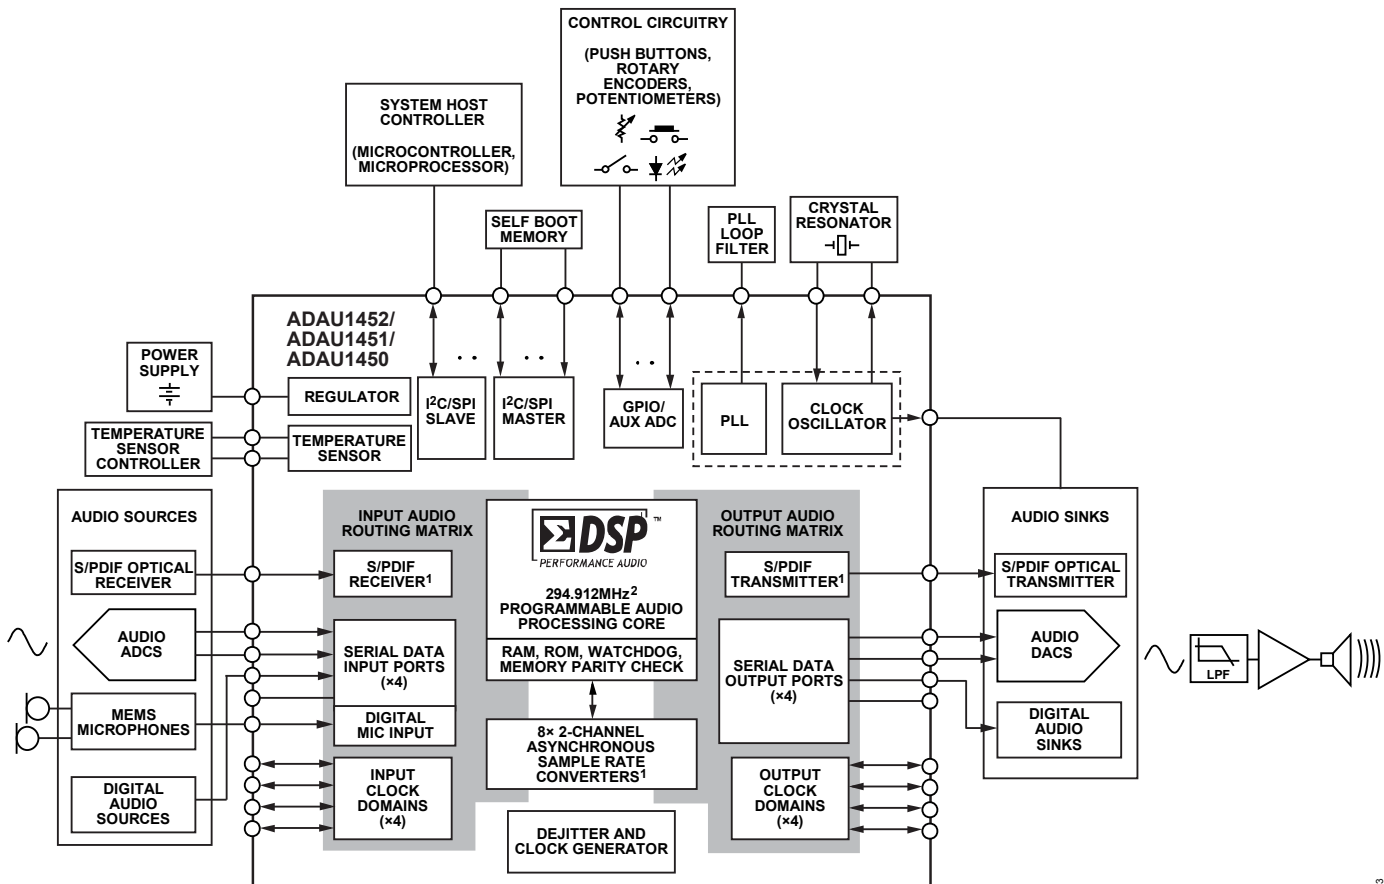 CONTROL CIRCUITRY
(PUSH BUTTONS,
ROTARY
ENCODERS,
POTENTIOMETERS)
SYSTEM HOST
CONTROLLER
(MICROCONTROLLER,
MICROPROCESSOR)
SELF BOOT
MEMORY
PLL
LOOP
FILTER
CRYSTAL
RESONATOR
ADAU1452/
ADAU1451/
ADAU1450
POWER
SUPPLY
REGULATOR
TEMPERATURE
SENSOR
CONTROLLER
TEMPERATURE
SENSOR
I2C/SPI
SLAVE
I2C/SPI
MASTER
GPIO/
AUX ADC
PLL
CLOCK
OSCILLATOR
AUDIO SOURCES
S/PDIF OPTICAL
RECEIVER
AUDIO
ADCS
MEMS
MICROPHONES
DIGITAL
AUDIO
SOURCES
INPUT AUDIO
ROUTING MATRIX
S/PDIF
RECEIVER1
SERIAL DATA
INPUT PORTS
(×4)
DIGITAL
MIC INPUT
INPUT
CLOCK
DOMAINS
(×4)
ΣDSP™
PERFORMANCE AUDIO
294.912MHz2
PROGRAMMABLE AUDIO
PROCESSING CORE
RAM, ROM, WATCHDOG,
MEMORY PARITY CHECK
8× 2-CHANNEL
ASYNCHRONOUS
SAMPLE RATE
CONVERTERS1
DEJITTER AND
CLOCK GENERATOR
OUTPUT AUDIO
ROUTING MATRIX
S/PDIF
TRANSMITTER1
SERIAL DATA
OUTPUT PORTS
(×4)
OUTPUT
CLOCK
DOMAINS
(×4)
AUDIO SINKS
S/PDIF OPTICAL
TRANSMITTER
AUDIO
DACS
DIGITAL
AUDIO
SINKS
LPF
3